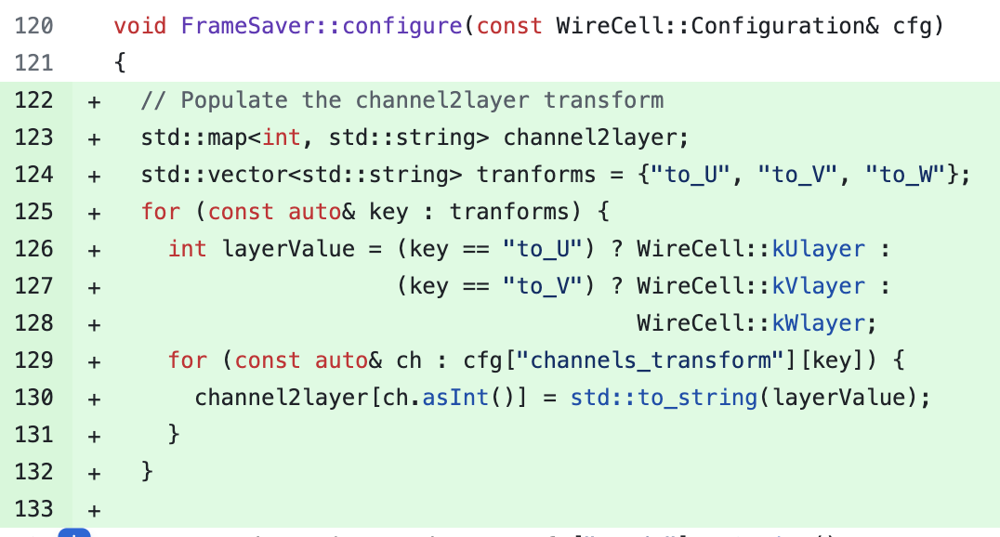 120 void FrameSaver::configure(const WireCell::Configuration& cfg)
121 {
122 + // Populate the channel2layer transform
123 + std::map<int, std::string> channel2layer;
124 + std::vector<std::string> tranforms = {"to_U", "to_V", "to_W"};
125 + for (const auto& key : tranforms) {
126 + int layerValue = (key == "to_U") ? WireCell::kUlayer :
127 + (key == "to_V") ? WireCell::kVlayer :
128 + WireCell::kWlayer;
129 + for (const auto& ch : cfg["channels_transform"][key]) {
130 + channel2layer[ch.asInt()] = std::to_string(layerValue);
131 + }
132 + }
133 +